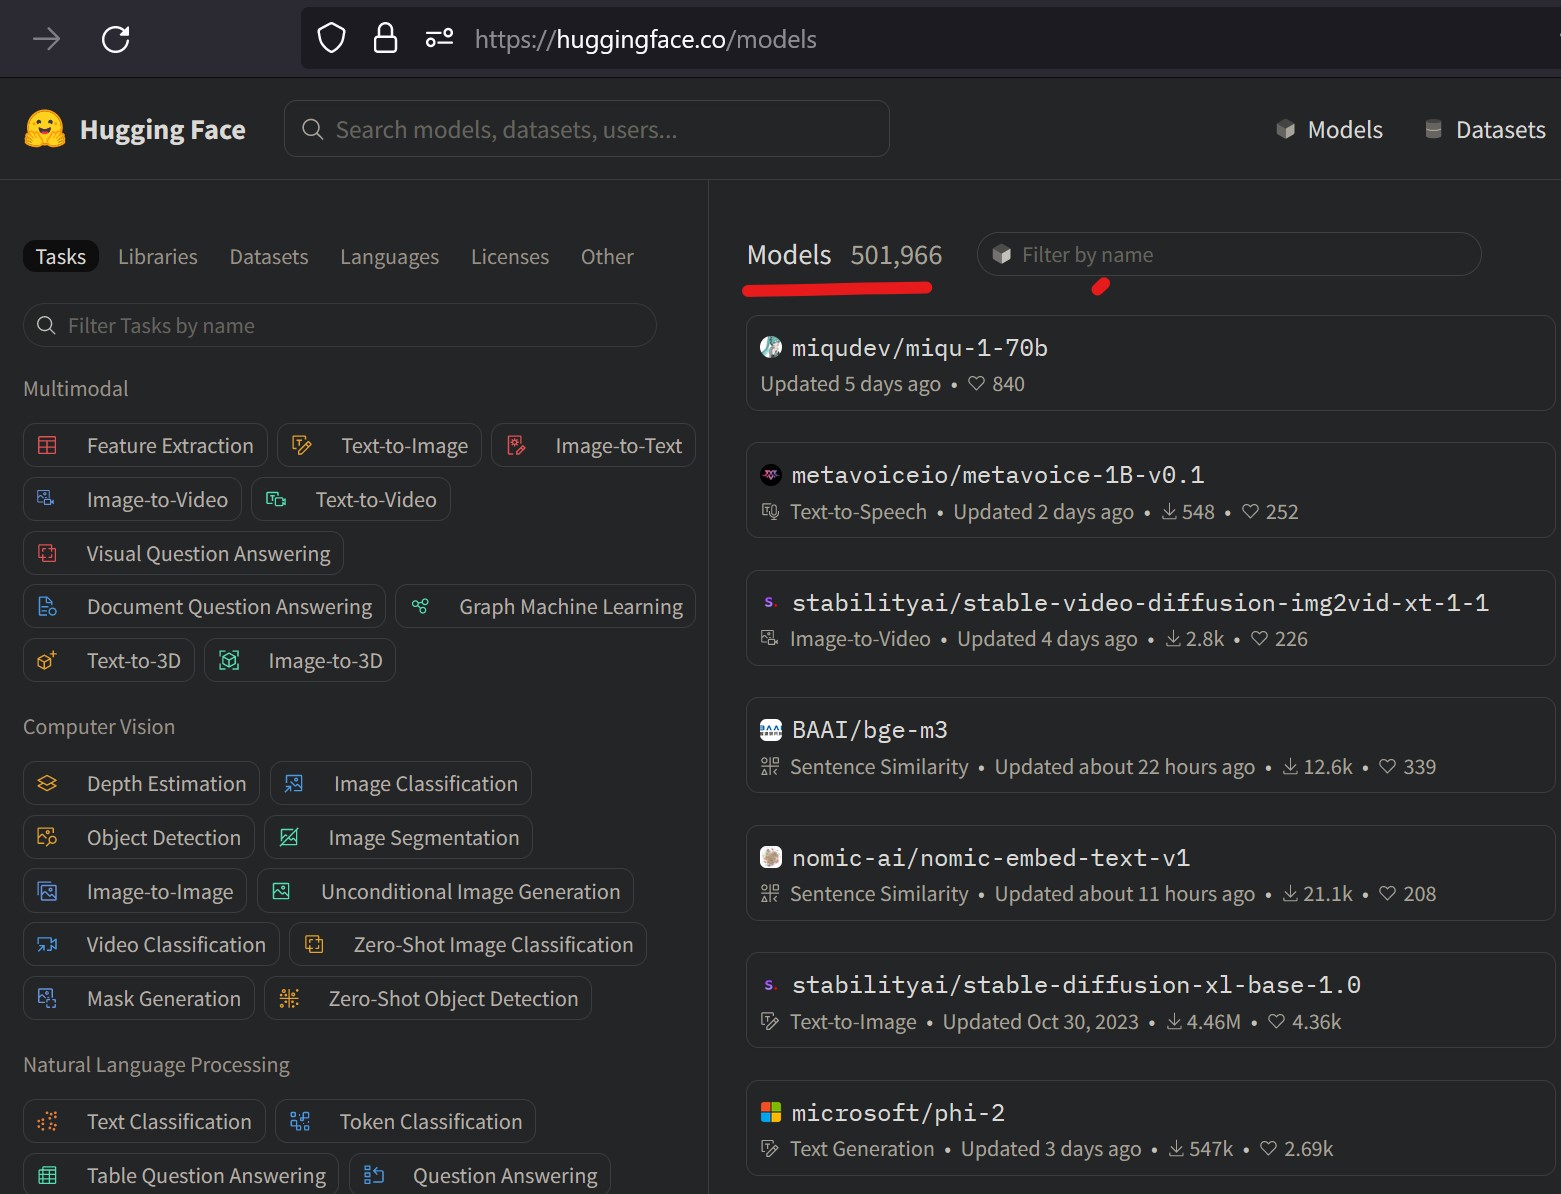 https://huggingface.co/models
Hugging Face
Search models, datasets, users...
Models
Datasets
Tasks
Libraries
Datasets
Languages
Licenses
Other
Filter Tasks by name
Multimodal
Feature Extraction
Text-to-Image
Image-to-Text
Image-to-Video
Text-to-Video
Visual Question Answering
Document Question Answering
Graph Machine Learning
Text-to-3D
Image-to-3D
Computer Vision
Depth Estimation
Image Classification
Object Detection
Image Segmentation
Image-to-Image
Unconditional Image Generation
Video Classification
Zero-Shot Image Classification
Mask Generation
Zero-Shot Object Detection
Natural Language Processing
Text Classification
Token Classification
Table Question Answering
Question Answering
Models 501,966
Filter by name
miqudev/miqu-1-70b
Updated 5 days ago • 840
metavoiceio/metavoice-1B-v0.1
Text-to-Speech • Updated 2 days ago • 548 • 252
stabilityai/stable-video-diffusion-img2vid-xt-1-1
Image-to-Video • Updated 4 days ago • 2.8k • 226
BAAI/bge-m3
Sentence Similarity • Updated about 22 hours ago • 12.6k • 339
nomic-ai/nomic-embed-text-v1
Sentence Similarity • Updated about 11 hours ago • 21.1k • 208
stabilityai/stable-diffusion-xl-base-1.0
Text-to-Image • Updated Oct 30, 2023 • 4.46M • 4.36k
microsoft/phi-2
Text Generation • Updated 3 days ago • 547k • 2.69k